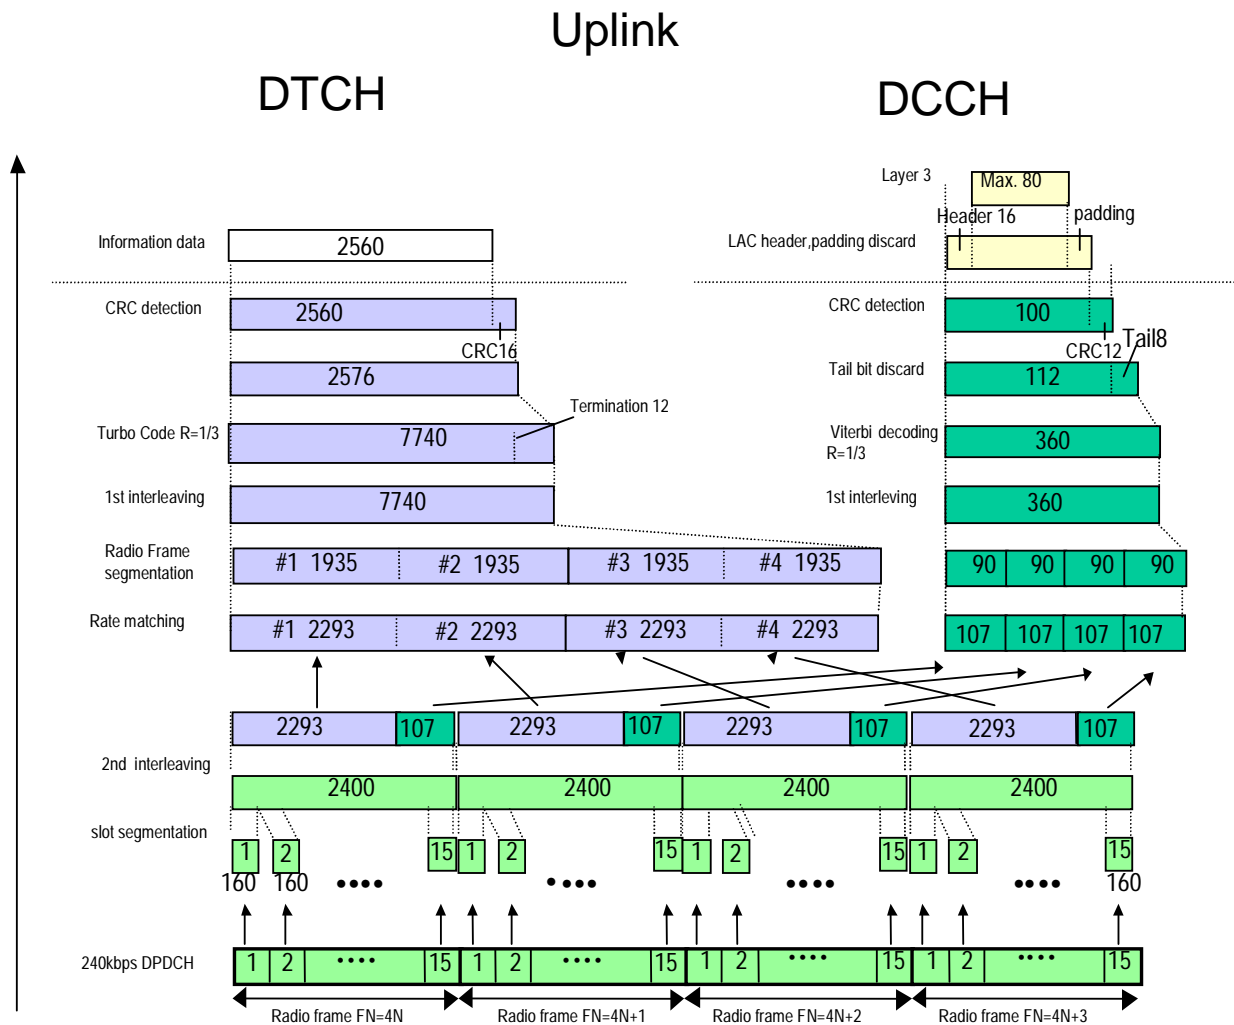 Uplink
DTCH
DCCH
Layer 3
Max. 80
Header 16
padding
Information data
2560
LAC header,padding discard
CRC detection
2560
CRC16
CRC detection
100
CRC12
Tail8
2576
Tail bit discard
112
Termination 12
Turbo Code R=1/3
7740
Viterbi decoding
R=1/3
360
1st interleaving
7740
1st interleving
360
Radio Frame
segmentation
#1 1935
#2 1935
#3 1935
#4 1935
90 90 90 90
Rate matching
#1 2293
#2 2293
#3 2293
#4 2293
107 107 107 107
2293 107 2293 107 2293 107 2293 107
2nd interleaving
2400 2400 2400 2400
slot segmentation
1 2 15 1 2 15 1 2 15 1 2 15
160 160 160
240kbps DPDCH
1 2 15 1 2 15 1 2 15 1 2 15
Radio frame FN=4N
Radio frame FN=4N+1
Radio frame FN=4N+2
Radio frame FN=4N+3